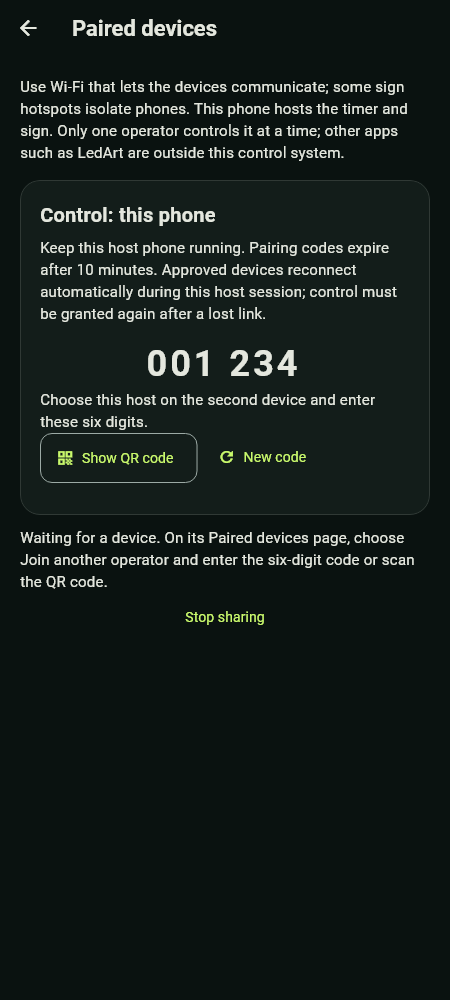 Paired devices
Use Wi-Fi that lets the devices communicate; some sign
hotspots isolate phones. This phone hosts the timer and
sign. Only one operator controls it at a time; other apps
such as LedArt are outside this control system.
Control: this phone
Keep this host phone running. Pairing codes expire
after 10 minutes. Approved devices reconnect
automatically during this host session; control must
be granted again after a lost link.
001 234
Choose this host on the second device and enter
these six digits.
Show QR code
New code
Waiting for a device. On its Paired devices page, choose
Join another operator and enter the six-digit code or scan
the QR code.
Stop sharing